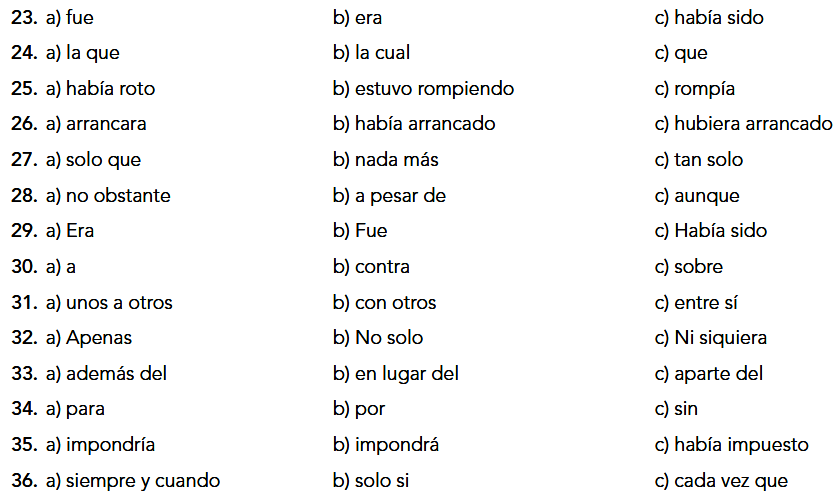 23. a) fue b) era c) había sido
24. a) la que b) la cual c) que
25. a) había roto b) estuvo rompiendo c) rompía
26. a) arrancara b) había arrancado c) hubiera arrancado
27. a) solo que b) nada más c) tan solo
28. a) no obstante b) a pesar de c) aunque
29. a) Era b) Fue c) Había sido
30. a) a b) contra c) sobre
31. a) unos a otros b) con otros c) entre sí
32. a) Apenas b) No solo c) Ni siquiera
33. a) además del b) en lugar del c) aparte del
34. a) para b) por c) sin
35. a) impondría b) impondrá c) había impuesto
36. a) siempre y cuando b) solo si c) cada vez que